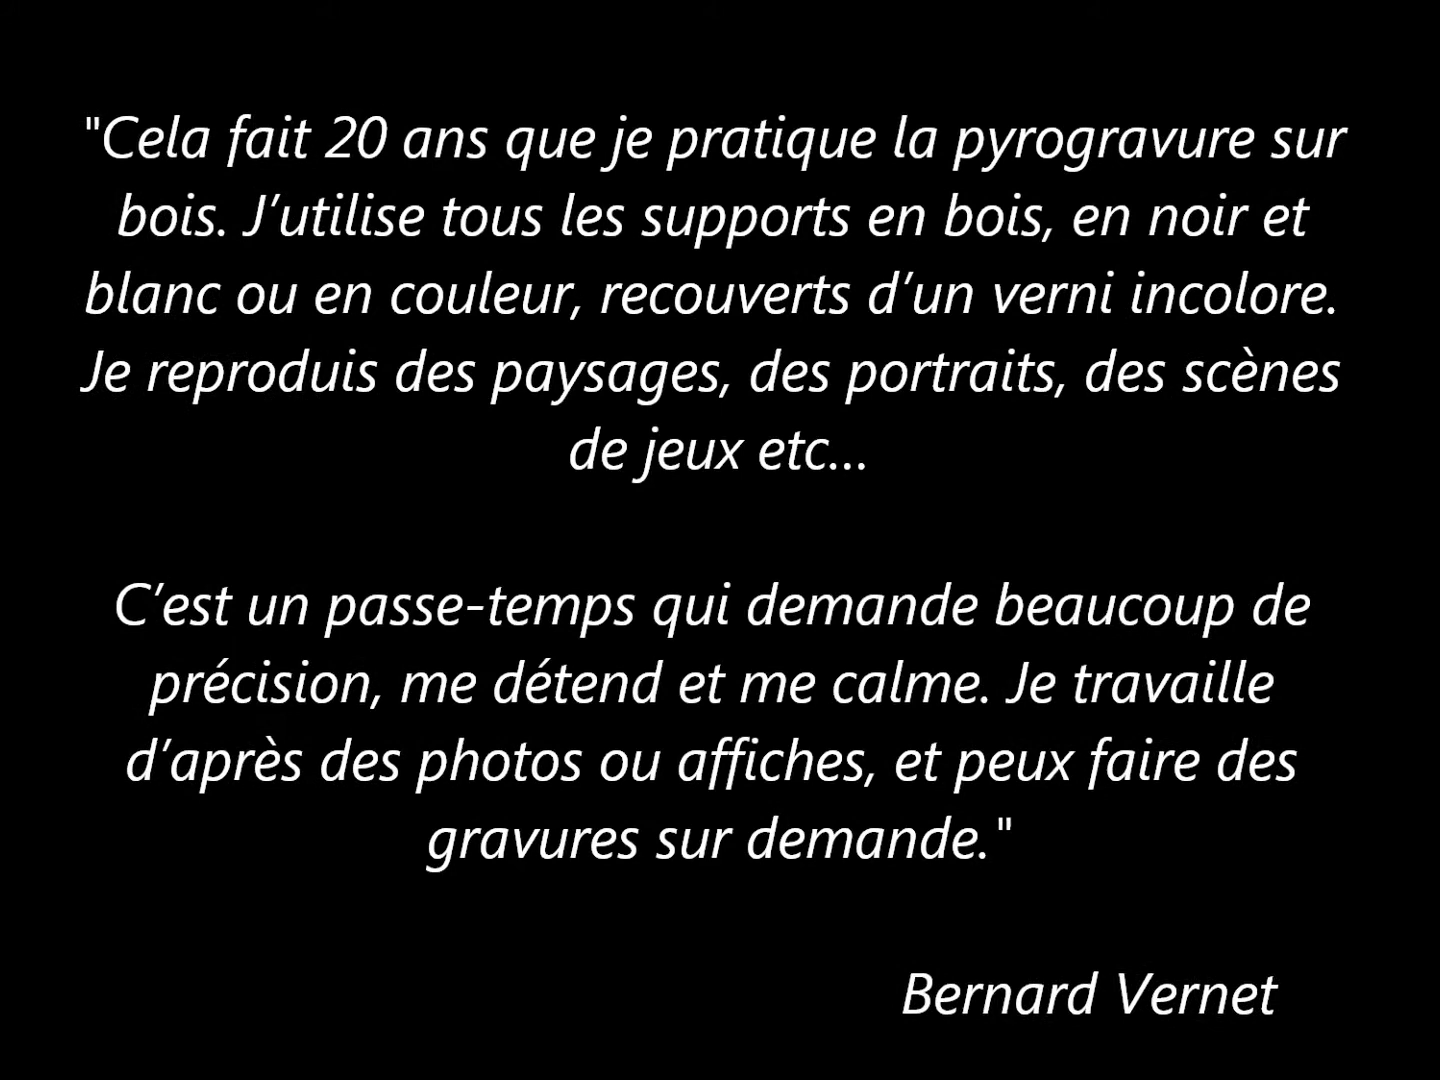 "Cela fait 20 ans que je pratique la pyrogravure sur
bois. J’utilise tous les supports en bois, en noir et
blanc ou en couleur, recouverts d’un verni incolore.
Je reproduis des paysages, des portraits, des scènes
de jeux etc...
C’est un passe-temps qui demande beaucoup de
précision, me détend et me calme. Je travaille
d’après des photos ou affiches, et peux faire des
gravures sur demande."
Bernard Vernet